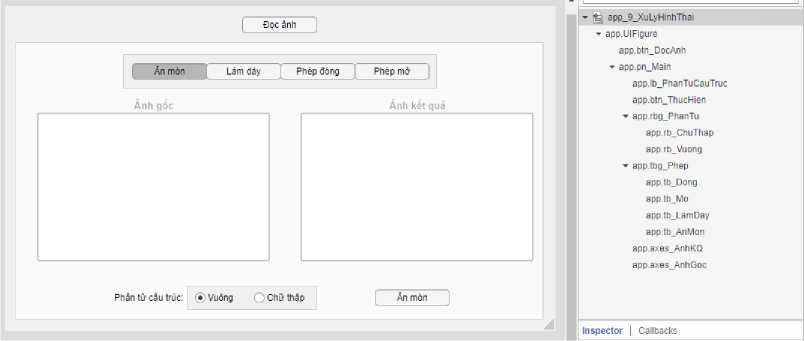 Đọc ảnh
Ăn mòn
Làm dày
Phép đóng
Phép mở
Ảnh gốc
Ảnh kết quả
Phần tử cấu trúc:
Vuông
Chữ thập
Ăn mòn
app_9_XuLyHinhThai
app.UIFigure
app.btn_DocAnh
app.pn_Main
app.lb_PhanTuCauTruc
app.btn_ThucHien
app.rbg_PhanTu
app.rb_ChuThap
app.rb_Vuong
app.tbg_Phep
app.tb_Dong
app.tb_Mo
app.tb_LamDay
app.tb_AnMon
app.axes_AnhKQ
app.axes_AnhGoc
Inspector | Callbacks